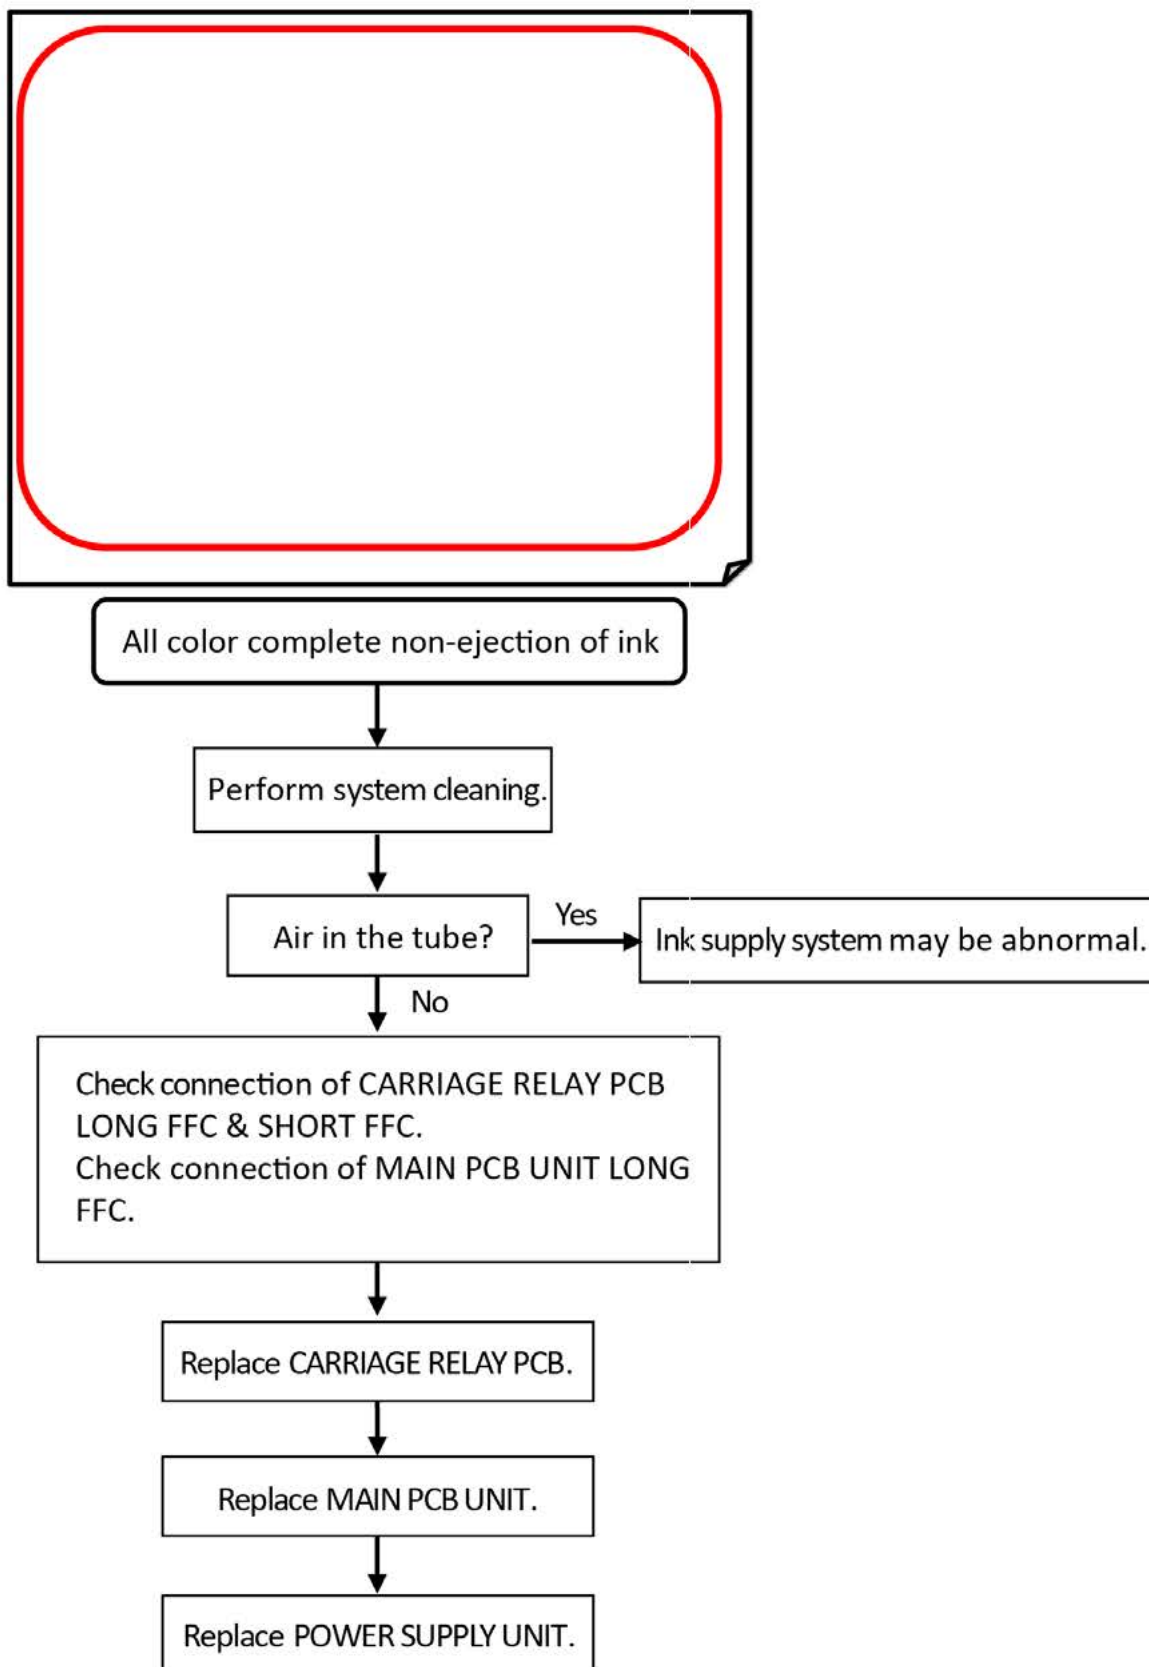 All color complete non-ejection of ink
Perform system cleaning.
Air in the tube?
Yes
Ink supply system may be abnormal.
No
Check connection of CARRIAGE RELAY PCB
LONG FFC & SHORT FFC.
Check connection of MAIN PCB UNIT LONG
FFC.
Replace CARRIAGE RELAY PCB.
Replace MAIN PCB UNIT.
Replace POWER SUPPLY UNIT.